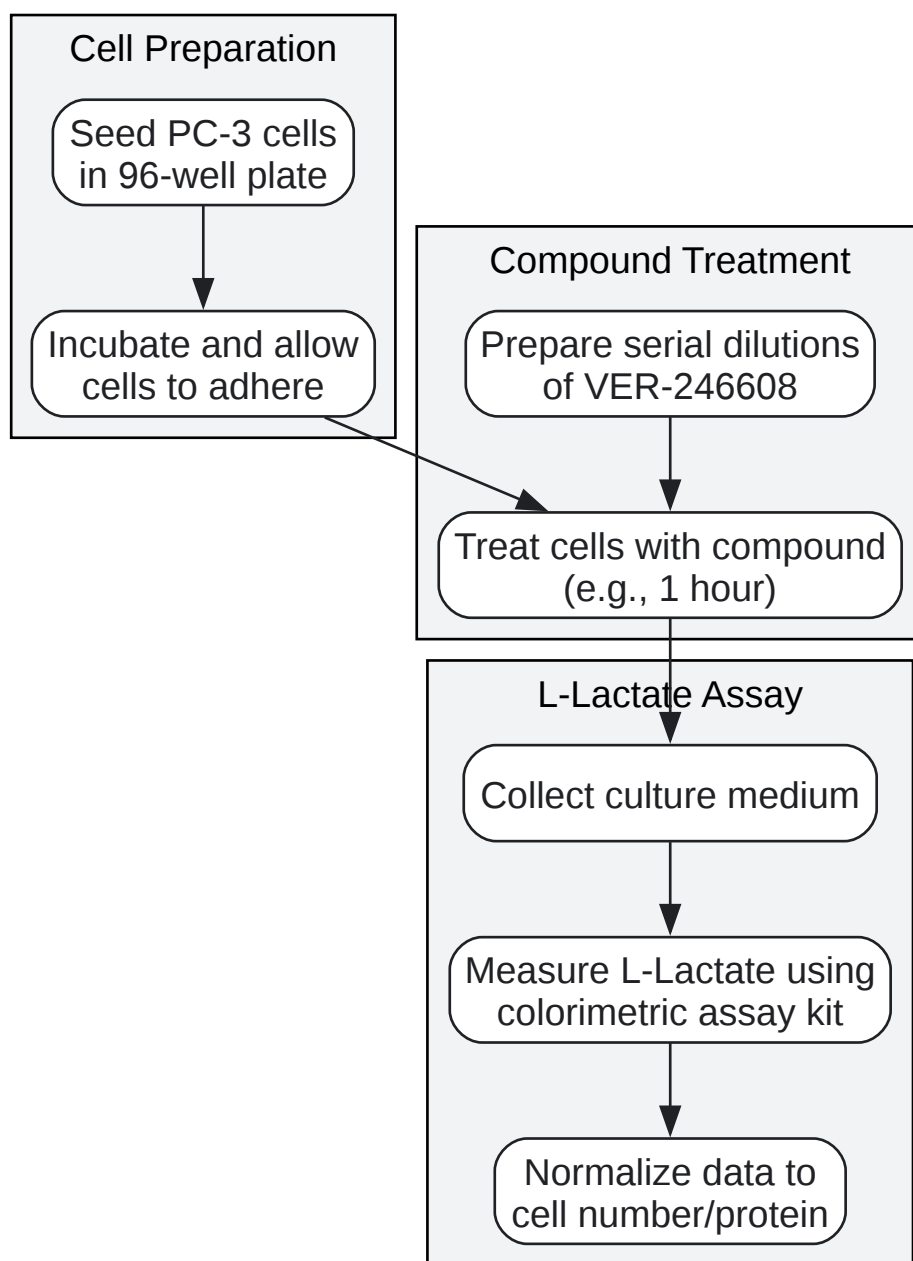 Cell Preparation
Seed PC-3 cells
in 96-well plate
Incubate and allow
cells to adhere
Compound Treatment
Prepare serial dilutions
of VER-246608
Treat cells with compound
(e.g., 1 hour)
L-Lactate Assay
Collect culture medium
Measure L-Lactate using
colorimetric assay kit
Normalize data to
cell number/protein